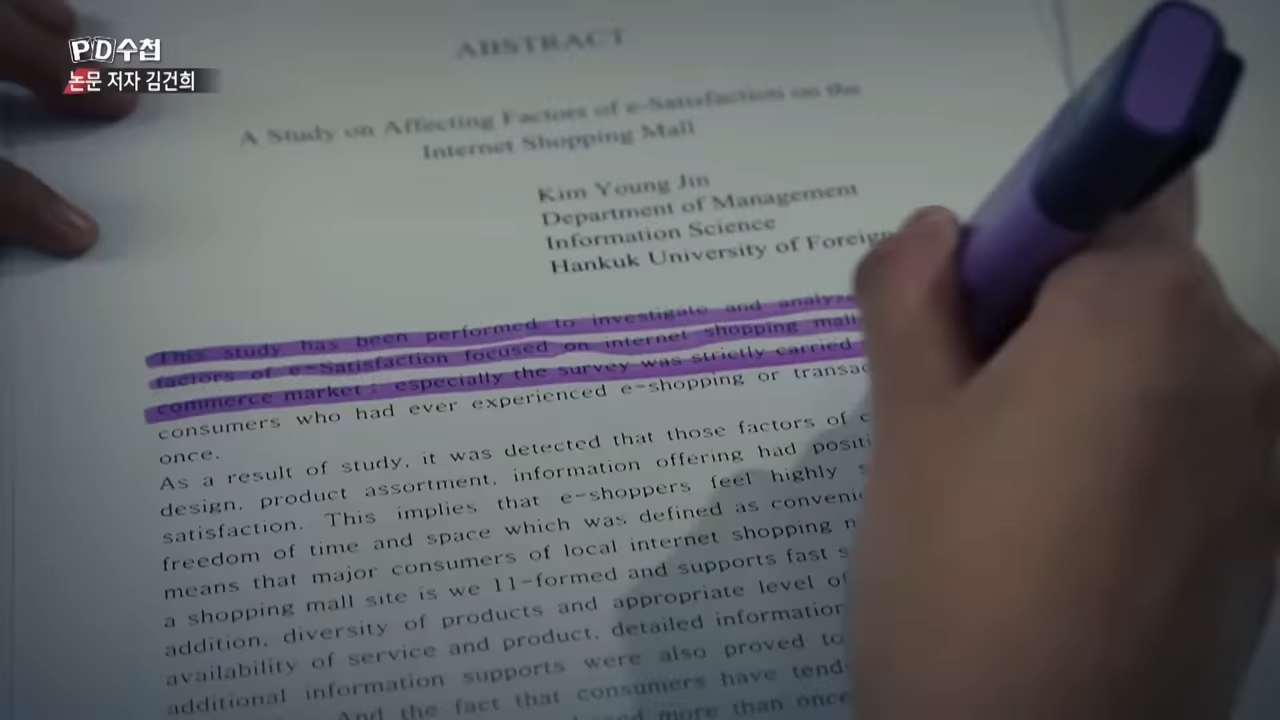 PD수첩
논문 저자 김건희
ABSTRACT
A Study on Affecting Factors of e-Satisfaction on the
Internet Shopping Mall
Kim Young Jin
Department of Management
Information Science
Hankuk University of Foreign
This study has been performed to investigate and analyze
factors of e-Satisfaction focused on internet shopping mall
commerce market : especially the survey was strictly carried
consumers who had ever experienced e-shopping or transac
once.
As a result of study, it was detected that those factors of c
design, product assortment, information offering had positi
satisfaction. This implies that e-shoppers feel highly s
freedom of time and space which was defined as convenie
means that major consumers of local internet shopping m
a shopping mall site is we 11-formed and supports fast s
addition, diversity of products and appropriate level of
availability of service and product, detailed information
additional information supports were also proved to
And the fact that consumers have tend
more than once